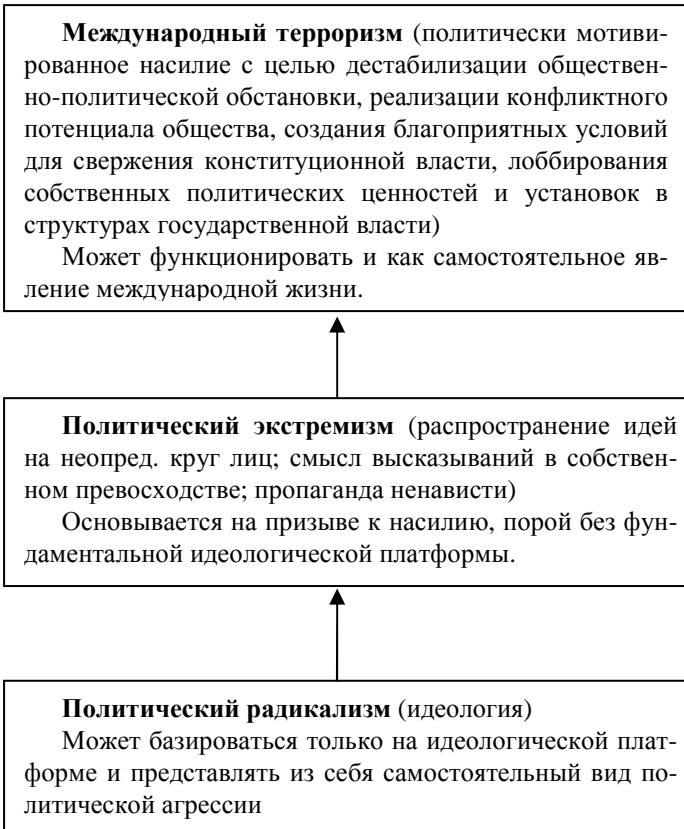 Международный терроризм (политически мотиви-
рованное насилие с целью дестабилизации обществен-
но-политической обстановки, реализации конфликтного
потенциала общества, создания благоприятных условий
для свержения конституционной власти, лоббирования
собственных политических ценностей и установок в
структурах государственной власти)
Может функционировать и как самостоятельное яв-
ление международной жизни.
Политический экстремизм (распространение идей
на неопред. круг лиц; смысл высказываний в собствен-
ном превосходстве; пропаганда ненависти)
Основывается на призыве к насилию, порой без фун-
даментальной идеологической платформы.
Политический радикализм (идеология)
Может базироваться только на идеологической плат-
форме и представлять из себя самостоятельный вид по-
литической агрессии